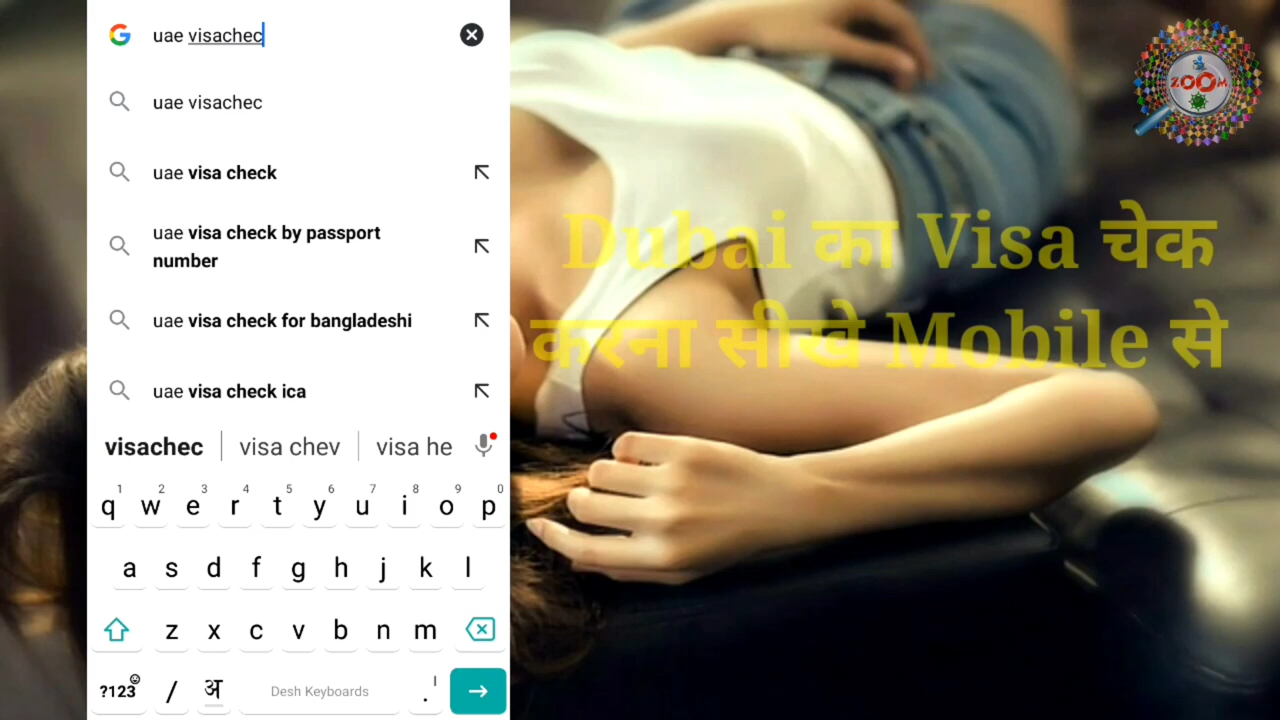 uae visachec
uae visachec
uae visa check
uae visa check by passport
number
uae visa check for bangladeshi
uae visa check ica
visachec visa chev visa he
1 2 3 4 5 6 7 8 9 0
q w e r t y u i o p
a s d f g h j k l
z x c v b n m
?123 / अ Desh Keyboards . |
ZOOM
Dubai का Visa चेक
करना सीखे Mobile से